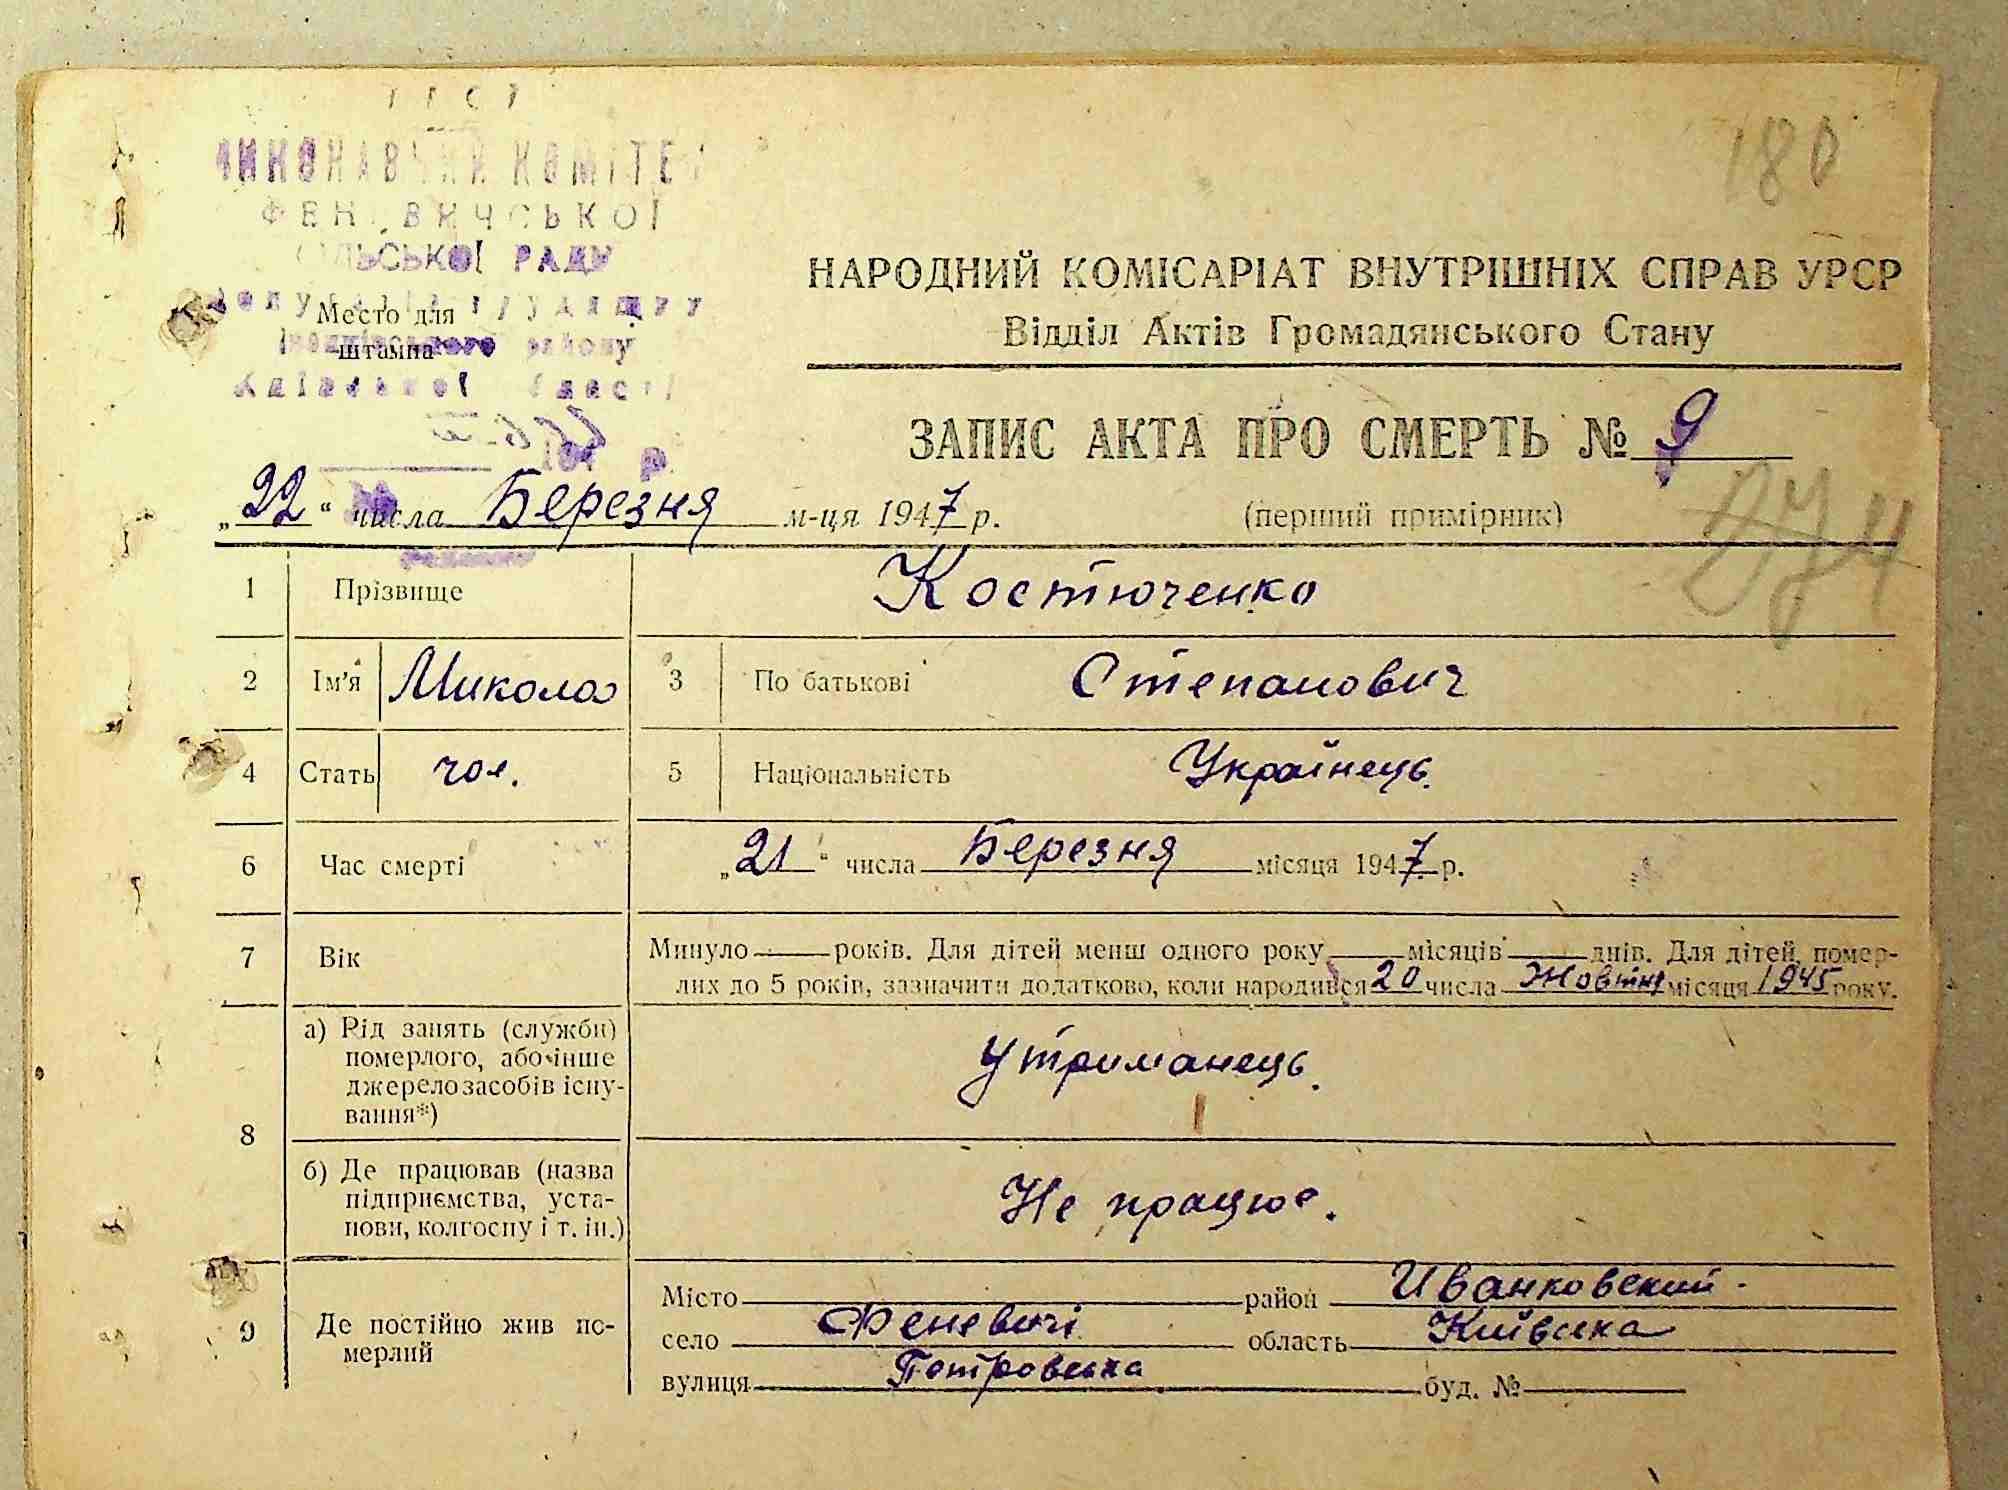 180
КОМІТЕ
СІЛЬСЬКОЇ РАДИ
Место для
штампа
району
НАРОДНИЙ КОМІСАРІАТ ВНУТРІШНІХ СПРАВ УРСР
Відділ Актів Громадянського Стану
ЗАПИС АКТА ПРО СМЕРТЬ № 9
„22“ числа Березня м-ця 1947 р. (перший примірник)
274
1 Прізвище Костюченко
2 Ім'я Микола 3 По батькові Степанович
4 Стать чол. 5 Національність Українець.
6 Час смерті „21“ числа Березня місяця 1947 р.
7 Вік Минуло — років. Для дітей менш одного року — місяців — днів. Для дітей, помер-
лих до 5 років, зазначити додатково, коли народився 20 числа Жовтня місяця 1945 року.
8 а) Рід занять (служби)
померлого, або інше
джерело засобів існу-
вання*)
Утриманець.
б) Де працював (назва
підприємства, уста-
нови, колгоспу і т. ін.)
Не працює.
9 Де постійно жив по-
мерлий
Місто район Иванковский
село Феневичі область Київська
вулиця Петровська буд. №